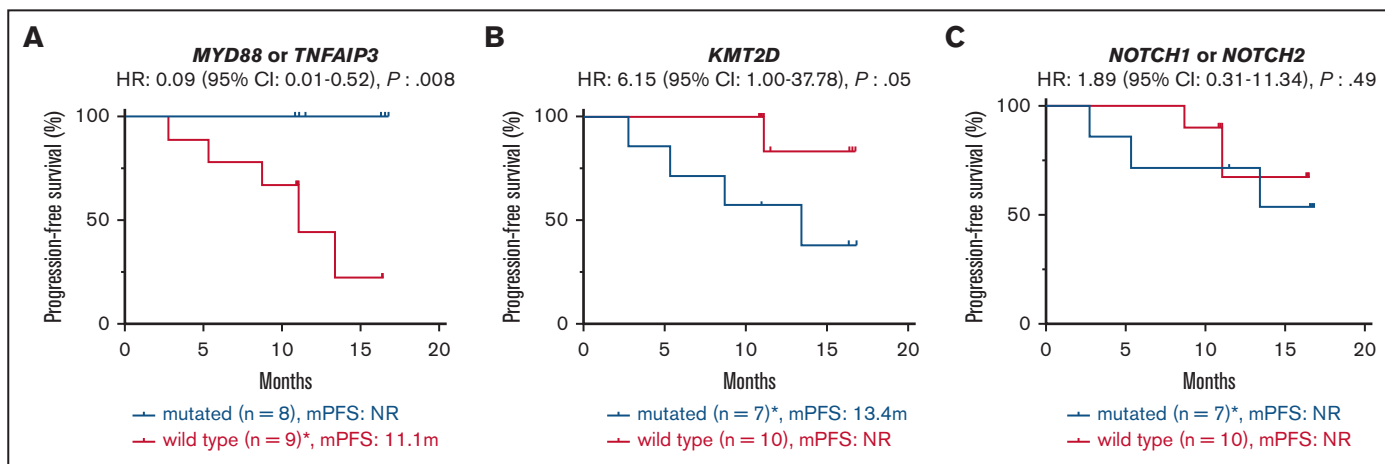 A
MYD88 or TNFAIP3
HR: 0.09 (95% CI: 0.01-0.52), P : .008
Progression-free survival (%)
100
50
0
0 5 10 15 20
Months
mutated (n = 8), mPFS: NR
wild type (n = 9)*, mPFS: 11.1m
B
KMT2D
HR: 6.15 (95% CI: 1.00-37.78), P : .05
Progression-free survival (%)
100
50
0
0 5 10 15 20
Months
mutated (n = 7)*, mPFS: 13.4m
wild type (n = 10), mPFS: NR
C
NOTCH1 or NOTCH2
HR: 1.89 (95% CI: 0.31-11.34), P : .49
Progression-free survival (%)
100
50
0
0 5 10 15 20
Months
mutated (n = 7)*, mPFS: NR
wild type (n = 10), mPFS: NR